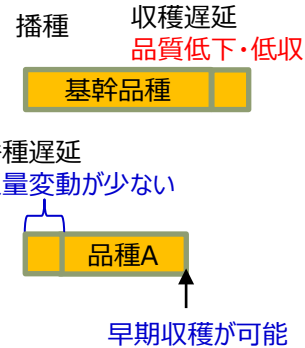 播種
収穫遅延
品質低下・低収
基幹品種
種遅延
量変動が少ない
品種A
早期収穫が可能